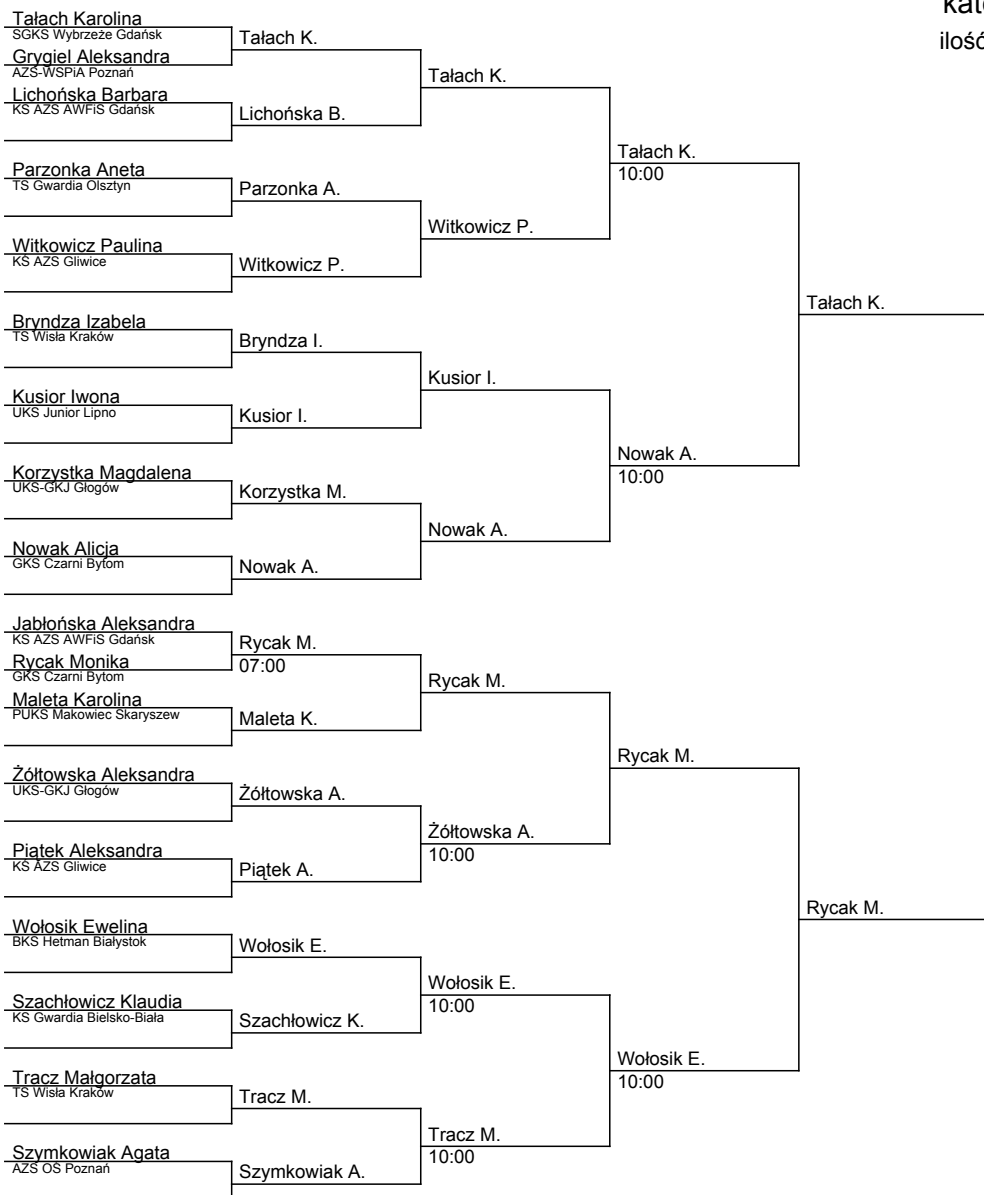 kate
ilość
Tałach Karolina
SGKS Wybrzeże Gdańsk
Grygiel Aleksandra
AZS-WSPiA Poznań
Lichońska Barbara
KS AZS AWFiS Gdańsk
Parzonka Aneta
TS Gwardia Olsztyn
Witkowicz Paulina
KS AZS Gliwice
Bryndza Izabela
TS Wisła Kraków
Kusior Iwona
UKS Junior Lipno
Korzystka Magdalena
UKS-GKJ Głogów
Nowak Alicja
GKS Czarni Bytom
Jabłońska Aleksandra
KS AZS AWFiS Gdańsk
Rycak Monika
GKS Czarni Bytom
Maleta Karolina
PUKS Makowiec Skaryszew
Żółtowska Aleksandra
UKS-GKJ Głogów
Piątek Aleksandra
KS AZS Gliwice
Wołosik Ewelina
BKS Hetman Białystok
Szachłowicz Klaudia
KS Gwardia Bielsko-Biała
Tracz Małgorzata
TS Wisła Kraków
Szymkowiak Agata
AZS OŚ Poznań
Tałach K.
Lichońska B.
Parzonka A.
Witkowicz P.
Bryndza I.
Kusior I.
Korzystka M.
Nowak A.
Rycak M.
07:00
Maleta K.
Żółtowska A.
Piątek A.
Wołosik E.
Szachłowicz K.
Tracz M.
Szymkowiak A.
Tałach K.
Witkowicz P.
Kusior I.
Nowak A.
Rycak M.
Żółtowska A.
10:00
Wołosik E.
10:00
Tracz M.
10:00
Tałach K.
10:00
Nowak A.
10:00
Rycak M.
Wołosik E.
10:00
Tałach K.
Rycak M.